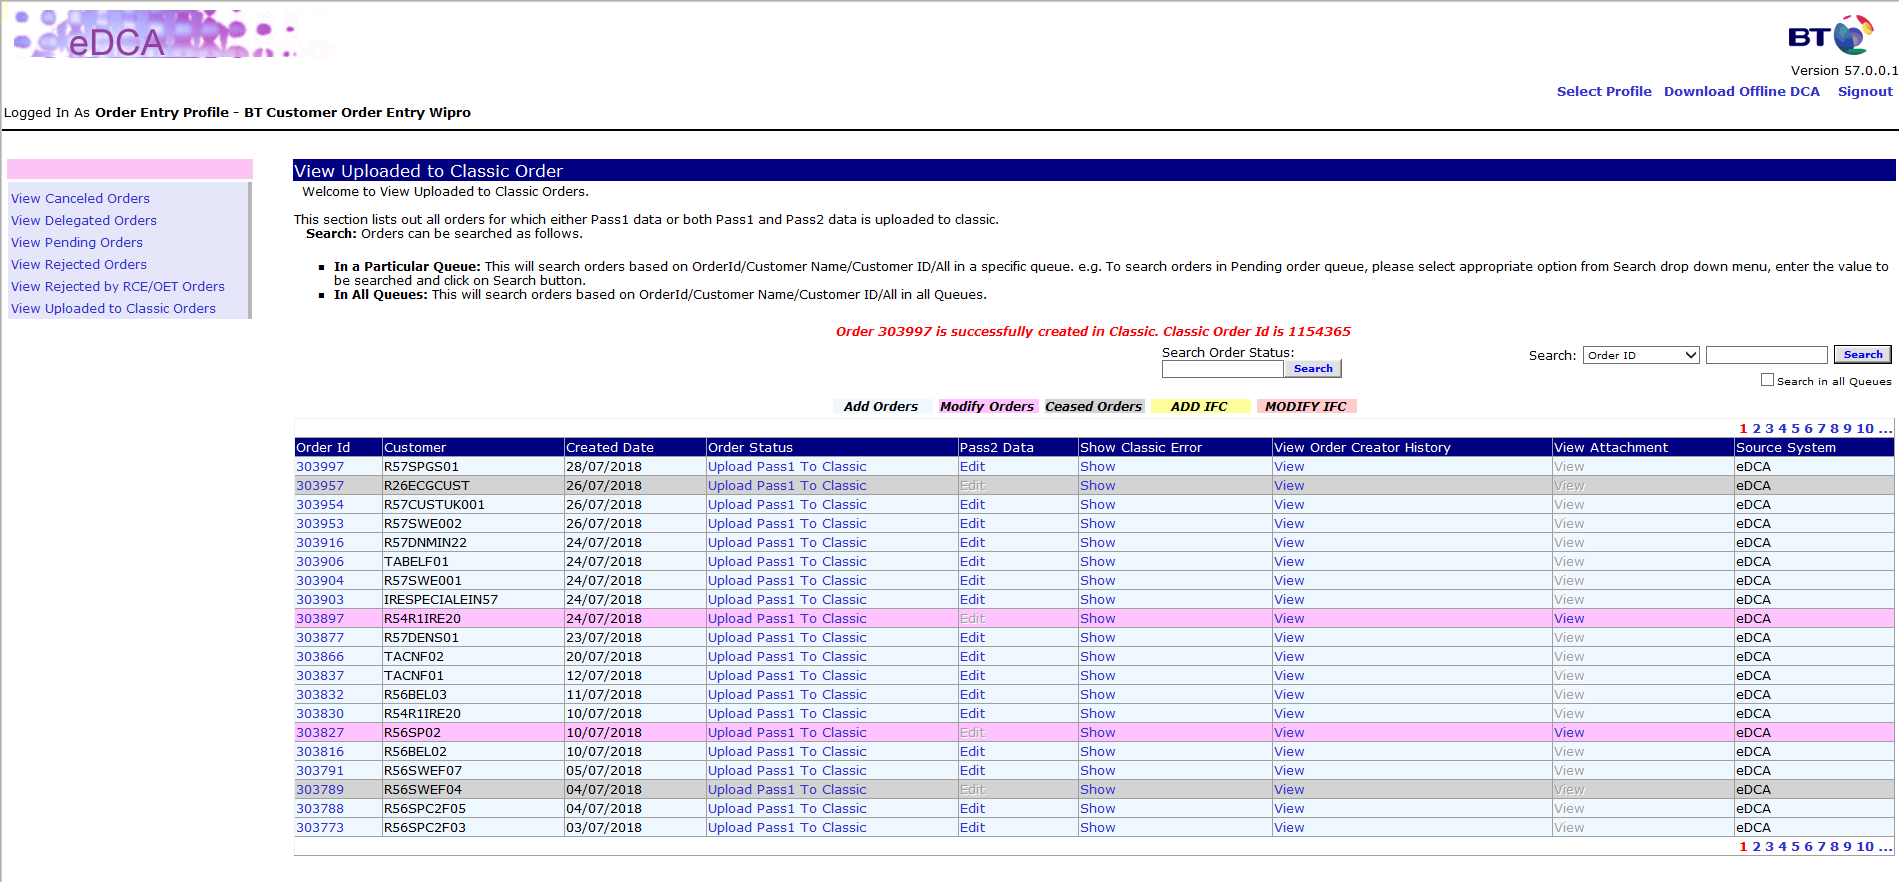 eDCA
BT
Version 57.0.0.1
Select Profile Download Offline DCA Signout
Logged In As Order Entry Profile - BT Customer Order Entry Wipro
View Canceled Orders
View Delegated Orders
View Pending Orders
View Rejected Orders
View Rejected by RCE/OET Orders
View Uploaded to Classic Orders
View Uploaded to Classic Order
Welcome to View Uploaded to Classic Orders.
This section lists out all orders for which either Pass1 data or both Pass1 and Pass2 data is uploaded to classic.
Search: Orders can be searched as follows.
▪ In a Particular Queue: This will search orders based on OrderId/Customer Name/Customer ID/All in a specific queue. e.g. To search orders in Pending order queue, please select appropriate option from Search drop down menu, enter the value to
be searched and click on Search button.
▪ In All Queues: This will search orders based on OrderId/Customer Name/Customer ID/All in all Queues.
Order 303997 is successfully created in Classic. Classic Order Id is 1154365
Search Order Status:
Search
Search: Order ID Search
Search in all Queues
Add Orders Modify Orders Ceased Orders ADD IFC MODIFY IFC
1 2 3 4 5 6 7 8 9 10 ...
Order Id Customer Created Date Order Status Pass2 Data Show Classic Error View Order Creator History View Attachment Source System
303997 R57SPGS01 28/07/2018 Upload Pass1 To Classic Edit Show View View eDCA
303957 R26ECGCUST 26/07/2018 Upload Pass1 To Classic Edit Show View View eDCA
303954 R57CUSTUK001 26/07/2018 Upload Pass1 To Classic Edit Show View View eDCA
303953 R57SWE002 26/07/2018 Upload Pass1 To Classic Edit Show View View eDCA
303916 R57DNMIN22 24/07/2018 Upload Pass1 To Classic Edit Show View View eDCA
303906 TABELF01 24/07/2018 Upload Pass1 To Classic Edit Show View View eDCA
303904 R57SWE001 24/07/2018 Upload Pass1 To Classic Edit Show View View eDCA
303903 IRESPECIALEIN57 24/07/2018 Upload Pass1 To Classic Edit Show View View eDCA
303897 R54R1IRE20 24/07/2018 Upload Pass1 To Classic Edit Show View View eDCA
303877 R57DENS01 23/07/2018 Upload Pass1 To Classic Edit Show View View eDCA
303866 TACNF02 20/07/2018 Upload Pass1 To Classic Edit Show View View eDCA
303837 TACNF01 12/07/2018 Upload Pass1 To Classic Edit Show View View eDCA
303832 R56BEL03 11/07/2018 Upload Pass1 To Classic Edit Show View View eDCA
303830 R54R1IRE20 10/07/2018 Upload Pass1 To Classic Edit Show View View eDCA
303827 R56SP02 10/07/2018 Upload Pass1 To Classic Edit Show View View eDCA
303816 R56BEL02 10/07/2018 Upload Pass1 To Classic Edit Show View View eDCA
303791 R56SWEF07 05/07/2018 Upload Pass1 To Classic Edit Show View View eDCA
303789 R56SWEF04 04/07/2018 Upload Pass1 To Classic Edit Show View View eDCA
303788 R56SPC2F05 04/07/2018 Upload Pass1 To Classic Edit Show View View eDCA
303773 R56SPC2F03 03/07/2018 Upload Pass1 To Classic Edit Show View View eDCA
1 2 3 4 5 6 7 8 9 10 ...